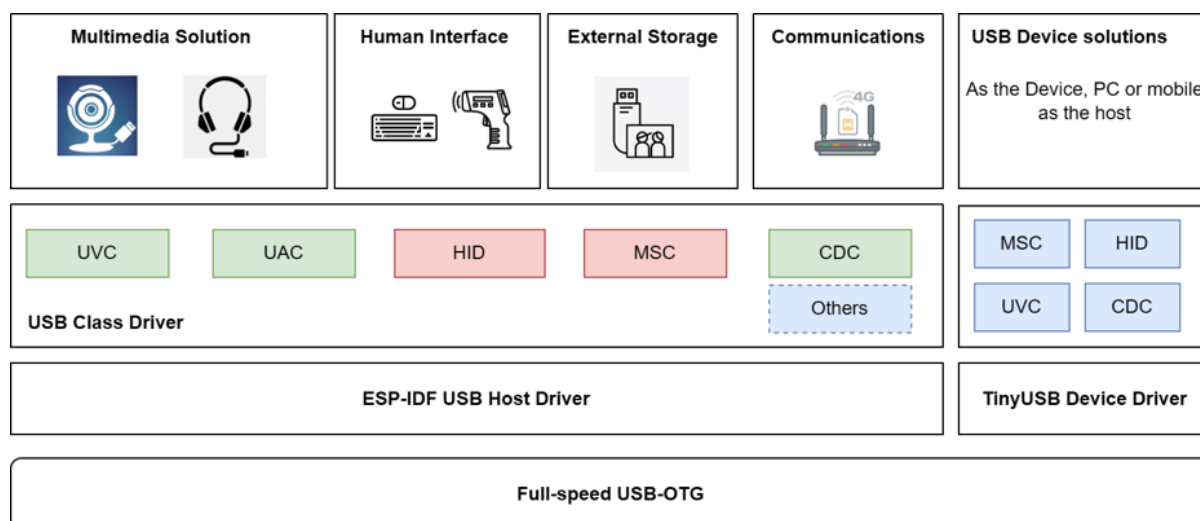 Multimedia Solution
Human Interface
External Storage
Communications
USB Device solutions
4G
As the Device, PC or mobile
as the host
UVC
UAC
HID
MSC
CDC
Others
USB Class Driver
MSC
HID
UVC
CDC
ESP-IDF USB Host Driver
TinyUSB Device Driver
Full-speed USB-OTG